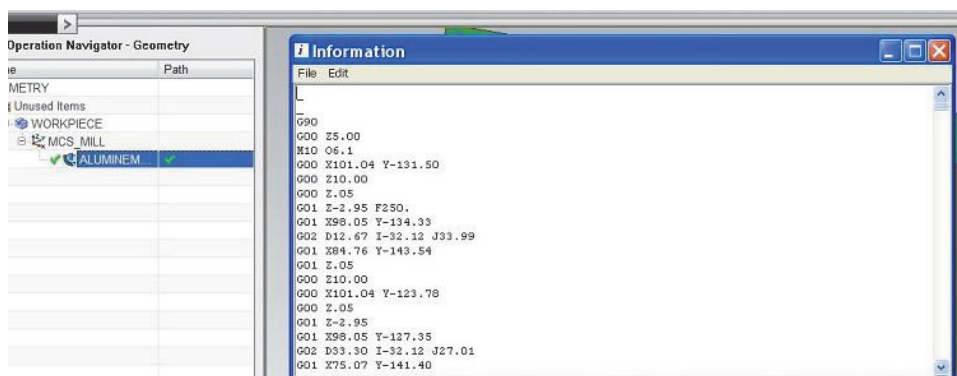 >
Operation Navigator - Geometry
e Path
METRY
Unused Items
WORKPIECE
MCS_MILL
ALUMINEM...
i Information
File Edit
G90
G00 Z5.00
M10 O6.1
G00 X101.04 Y-131.50
G00 Z10.00
G00 Z.05
G01 Z-2.95 F250.
G01 X98.05 Y-134.33
G02 D12.67 I-32.12 J33.99
G01 X84.76 Y-143.54
G01 Z.05
G00 Z10.00
G00 X101.04 Y-123.78
G00 Z.05
G01 Z-2.95
G01 X98.05 Y-127.35
G02 D33.30 I-32.12 J27.01
G01 X75.07 Y-141.40